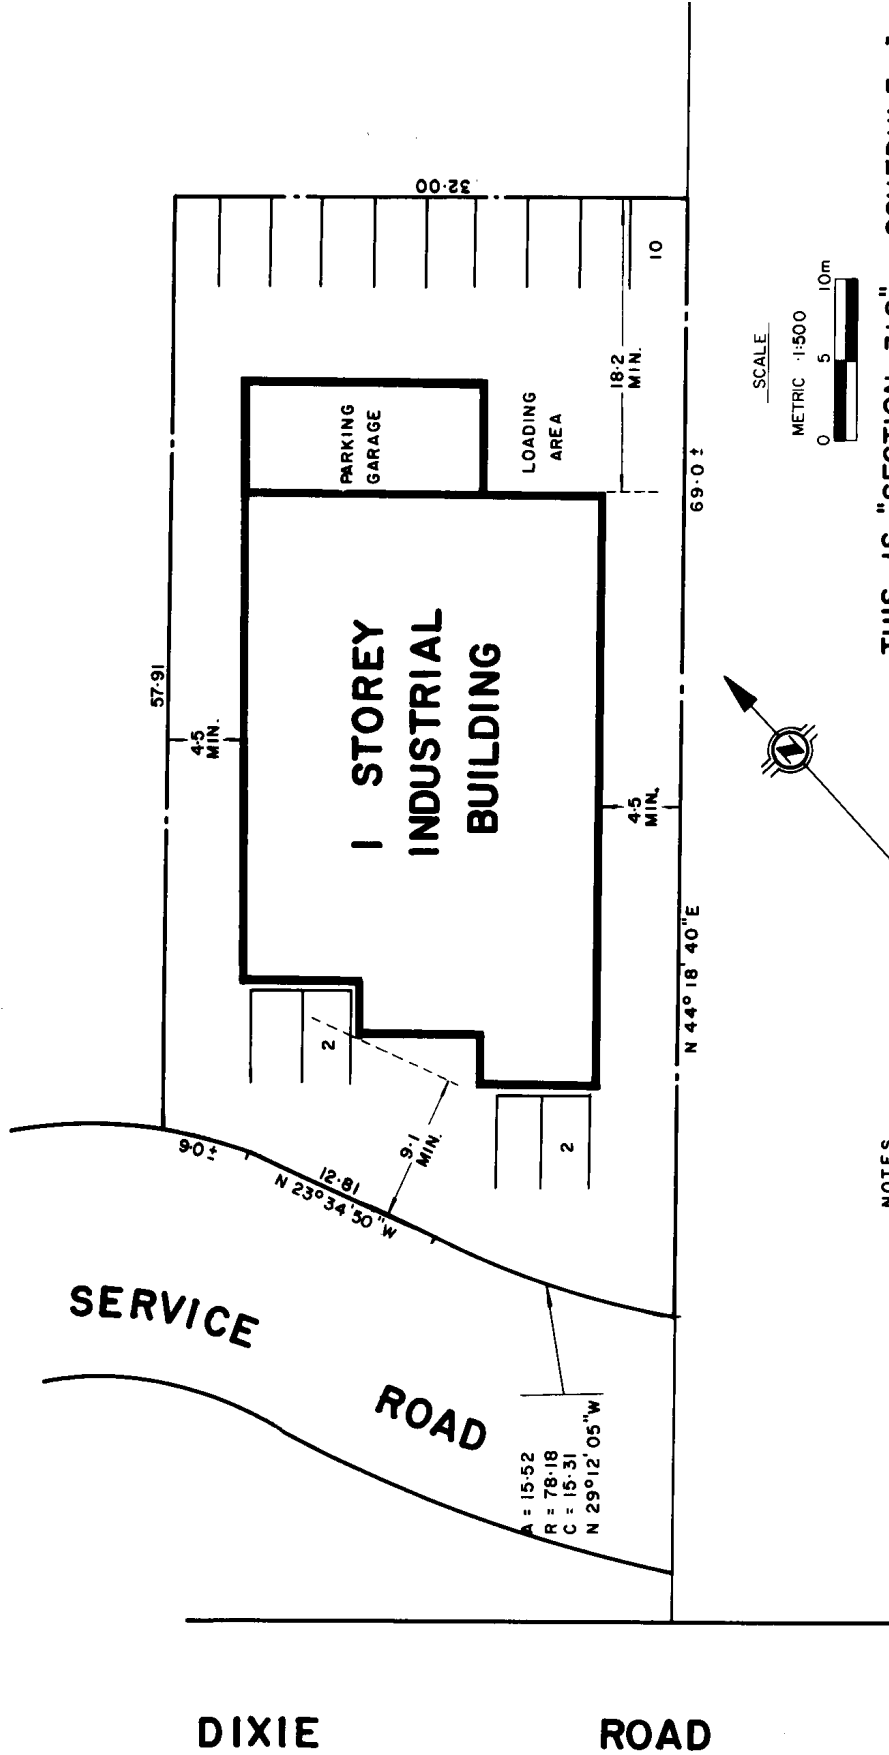 32.00
10
PARKING
GARAGE
LOADING
AREA
18.2
MIN.
SCALE
METRIC 1:500
0 5 10m
57.91
4.5
MIN.
1 STOREY
INDUSTRIAL
BUILDING
69.0 ±
4.5
MIN.
N 44° 18' 40"E
2
2
9.0 ±
12.81
N 23° 34' 50"W
9.1
MIN.
SERVICE
ROAD
A = 15.52
R = 78.18
C = 15.31
N 29° 12' 05"W
N
NOTES
THIS IS "SECTION
DIXIE ROAD